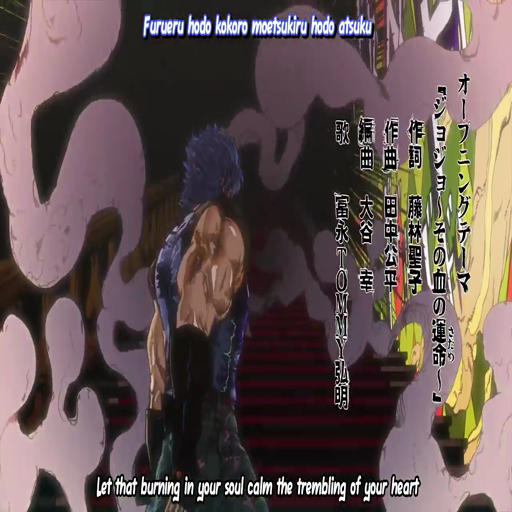 Furueru hodo kokoro moetsukiru hodo atsuku
オープニングテーマ
『ジョジョ～その血の運命～』
さだめ
作詞 藤林聖子
作曲 田中公平
編曲 大谷 幸
歌 富永TOMMY弘明
Let that burning in your soul calm the trembling of your heart